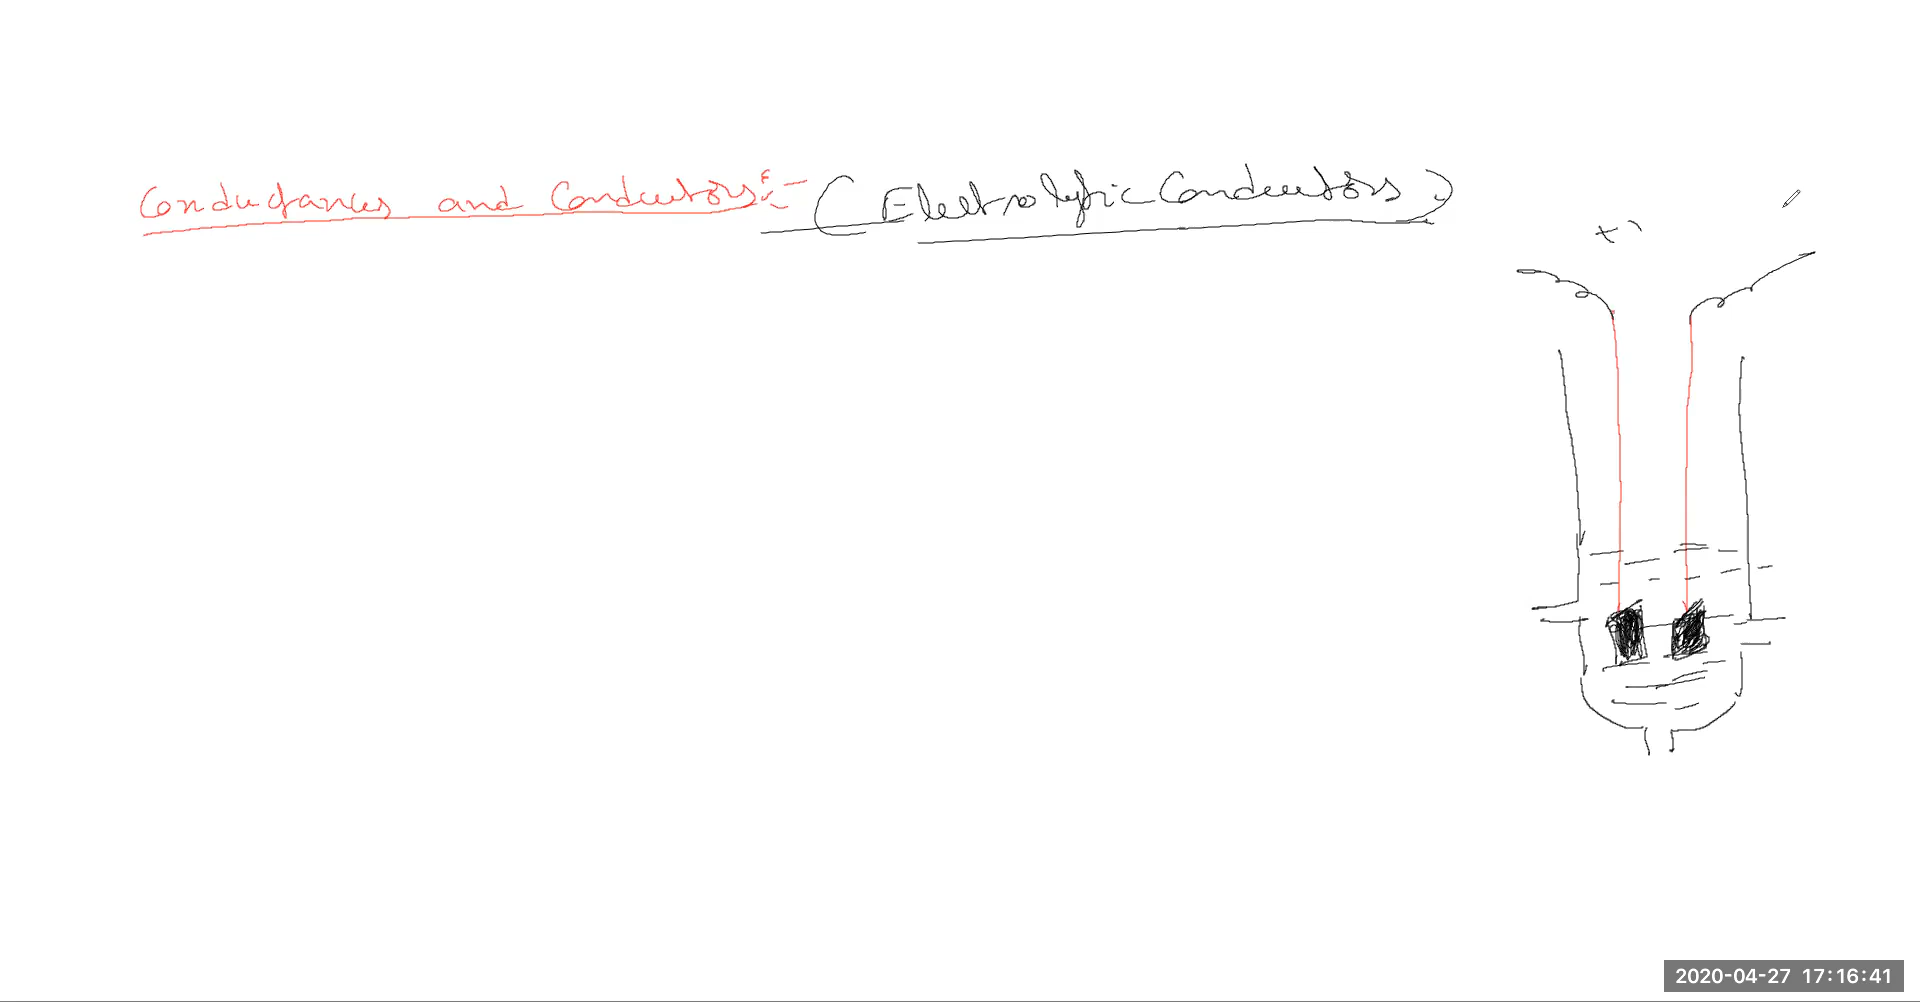 Conductances and Conductors:- (Electrolytic Conductors)
2020-04-27 17:16:41